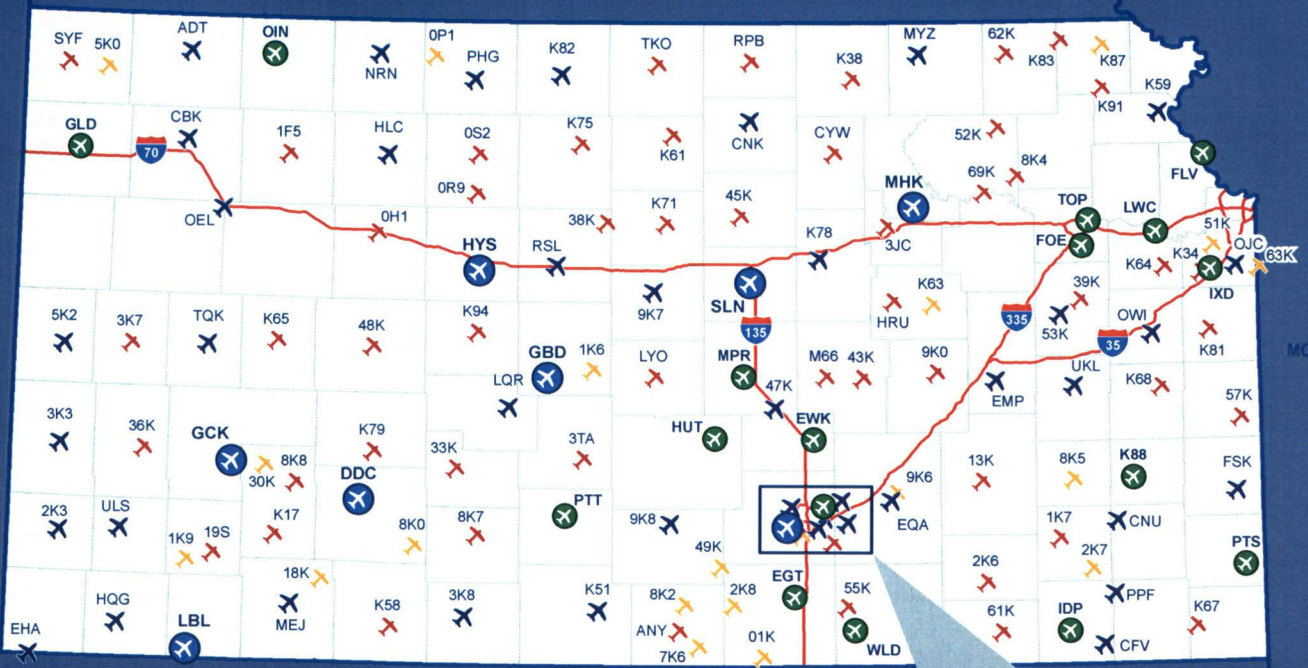 SYF
5K0
ADT
OIN
NRN
0P1
PHG
K82
TKO
RPB
K38
MYZ
62K
K83
K87
K91
K59
GLD
70
CBK
1F5
HLC
0S2
K75
K61
CNK
CYW
52K
8K4
69K
FLV
0R9
OEL
0H1
HYS
RSL
38K
K71
45K
K78
MHK
3JC
TOP
FOE
LWC
51K
OJC
63K
K64
K34
IXD
SLN
9K7
135
HRU
K63
335
39K
53K
OWI
35
K81
MO
5K2
3K7
TQK
K65
48K
K94
GBD
1K6
LQR
LYO
MPR
47K
M66
43K
9K0
EMP
UKL
K68
57K
3K3
36K
GCK
30K
8K8
K79
DDC
33K
3TA
HUT
EWK
13K
8K5
K88
FSK
2K3
ULS
1K9
19S
K17
8K0
8K7
PTT
9K8
49K
9K6
EQA
1K7
CNU
2K7
PTS
HQG
EHA
LBL
18K
MEJ
K58
3K8
K51
8K2
ANY
7K6
2K8
01K
EGT
55K
WLD
2K6
61K
IDP
PPF
CFV
K67